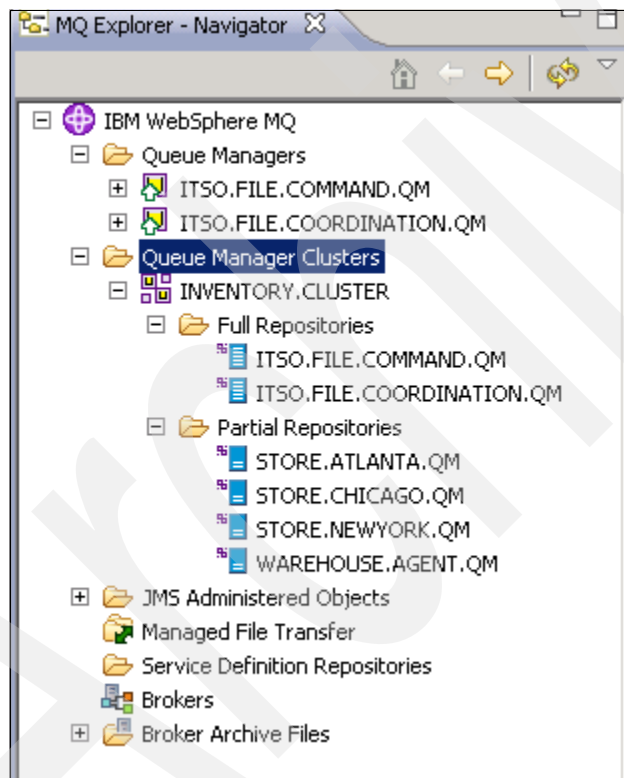 MQ Explorer - Navigator
IBM WebSphere MQ
Queue Managers
ITSO.FILE.COMMAND.QM
ITSO.FILE.COORDINATION.QM
Queue Manager Clusters
INVENTORY.CLUSTER
Full Repositories
ITSO.FILE.COMMAND.QM
ITSO.FILE.COORDINATION.QM
Partial Repositories
STORE.ATLANTA.QM
STORE.CHICAGO.QM
STORE.NEWYORK.QM
WAREHOUSE.AGENT.QM
JMS Administered Objects
Managed File Transfer
Service Definition Repositories
Brokers
Broker Archive Files